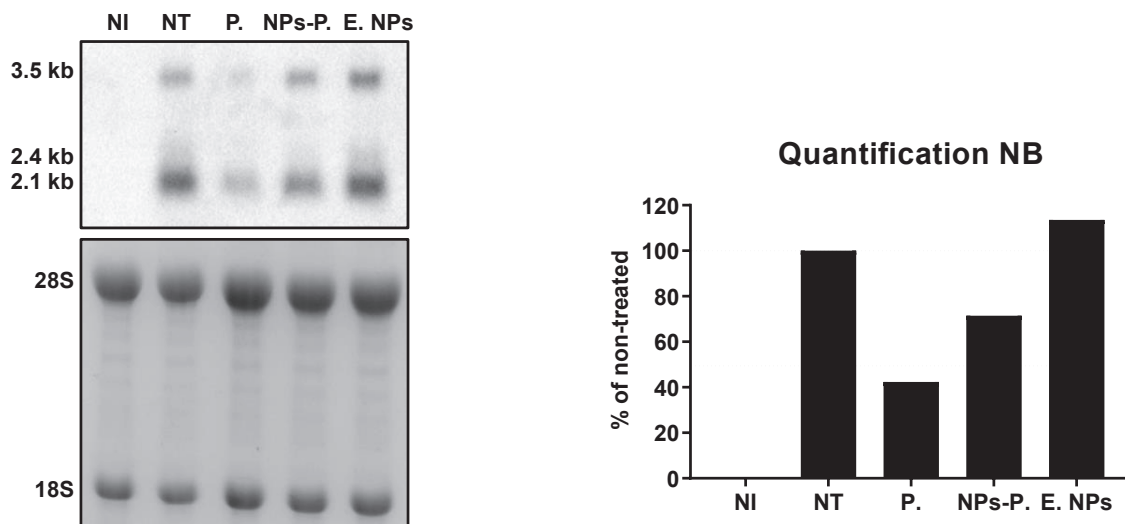 NI NT P. NPs-P. E. NPs
3.5 kb
2.4 kb
2.1 kb
28S
18S
Quantification NB
% of non-treated
120
100
80
60
40
20
0
NI NT P. NPs-P. E. NPs